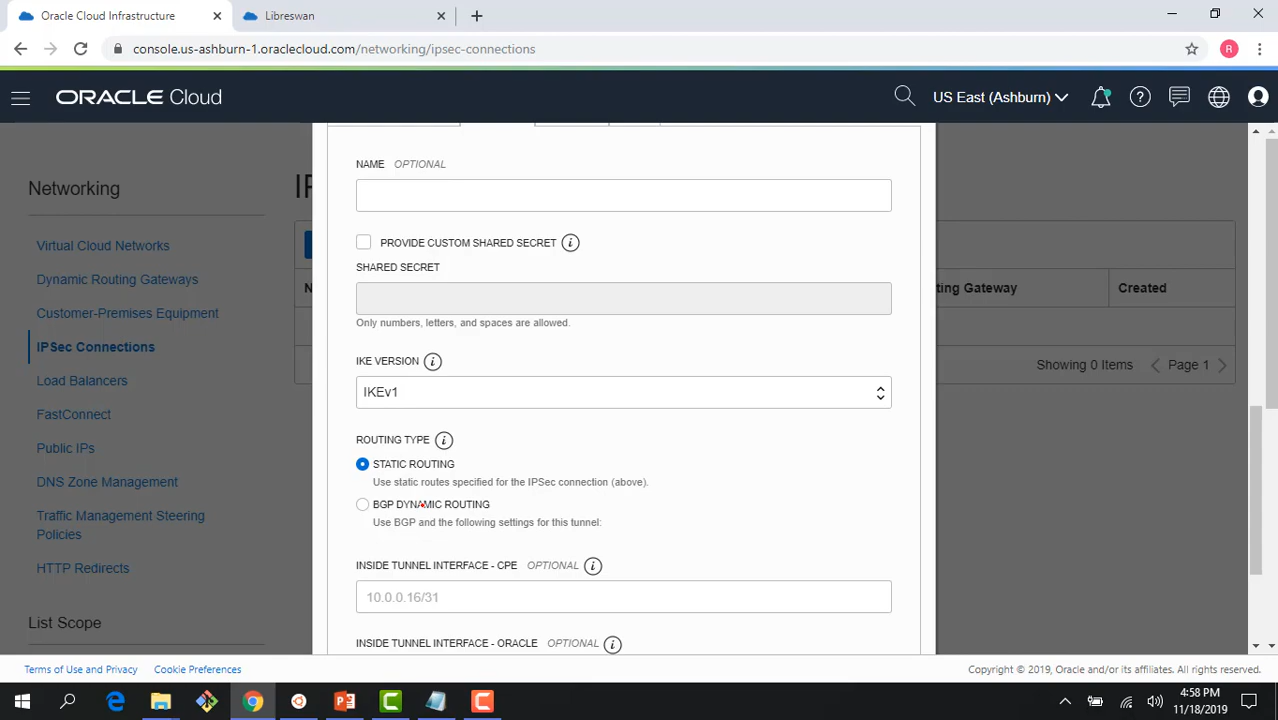 Oracle Cloud Infrastructure
Libreswan
console.us-ashburn-1.oraclecloud.com/networking/ipsec-connections
R
ORACLE Cloud
US East (Ashburn)
Networking
Virtual Cloud Networks
Dynamic Routing Gateways
Customer-Premises Equipment
IPSec Connections
Load Balancers
FastConnect
Public IPs
DNS Zone Management
Traffic Management Steering
Policies
HTTP Redirects
List Scope
NAME OPTIONAL
PROVIDE CUSTOM SHARED SECRET
SHARED SECRET
Only numbers, letters, and spaces are allowed.
IKE VERSION
IKEv1
ROUTING TYPE
STATIC ROUTING
Use static routes specified for the IPSec connection (above).
BGP DYNAMIC ROUTING
Use BGP and the following settings for this tunnel:
INSIDE TUNNEL INTERFACE - CPE OPTIONAL
10.0.0.16/31
INSIDE TUNNEL INTERFACE - ORACLE OPTIONAL
Gateway
Created
Showing 0 Items
Page 1
Terms of Use and Privacy
Cookie Preferences
Copyright © 2019, Oracle and/or its affiliates. All rights reserved.
4:58 PM
11/18/2019